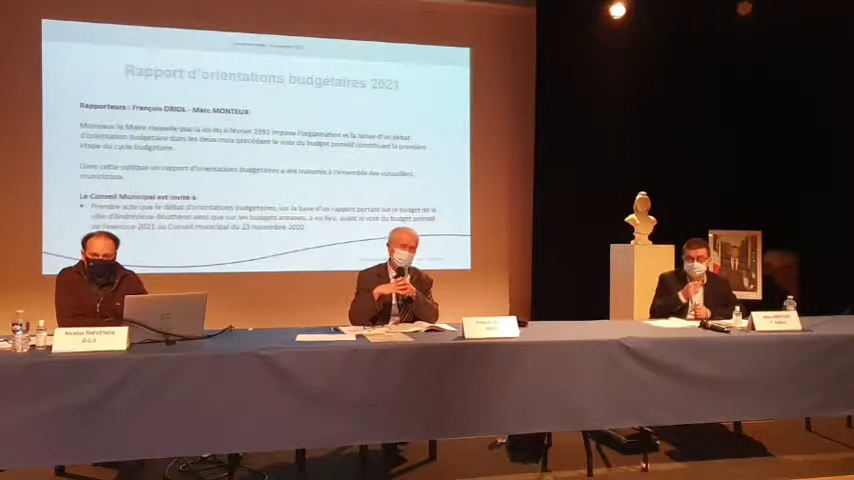 Rapport d'orientations budgétaires 2021
Rapporteurs : François DRIOL - Marc MONTEUX
Monsieur le Maire rappelle que la loi du 6 février 1992 impose l'organisation et la tenue d'un débat
d'orientation budgétaire dans les deux mois précédant le vote du budget primitif constituant la première
étape du cycle budgétaire.
Dans cette optique un rapport d'orientations budgétaires a été transmis à l'ensemble des conseillers
municipaux.
Le Conseil Municipal est invité à
• Prendre acte que le débat d'orientations budgétaires, sur la base d'un rapport portant sur le budget de la
ville d'Andrézieux-Bouthéon ainsi que sur les budgets annexes, a eu lieu, avant le vote du budget primitif
de l'exercice 2021 au Conseil municipal du 23 novembre 2020
Nicolas THEVENON
D.G.S